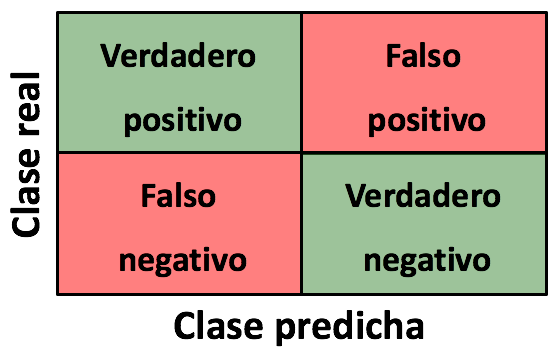 Clase real
Verdadero
positivo
Falso
positivo
Falso
negativo
Verdadero
negativo
Clase predicha